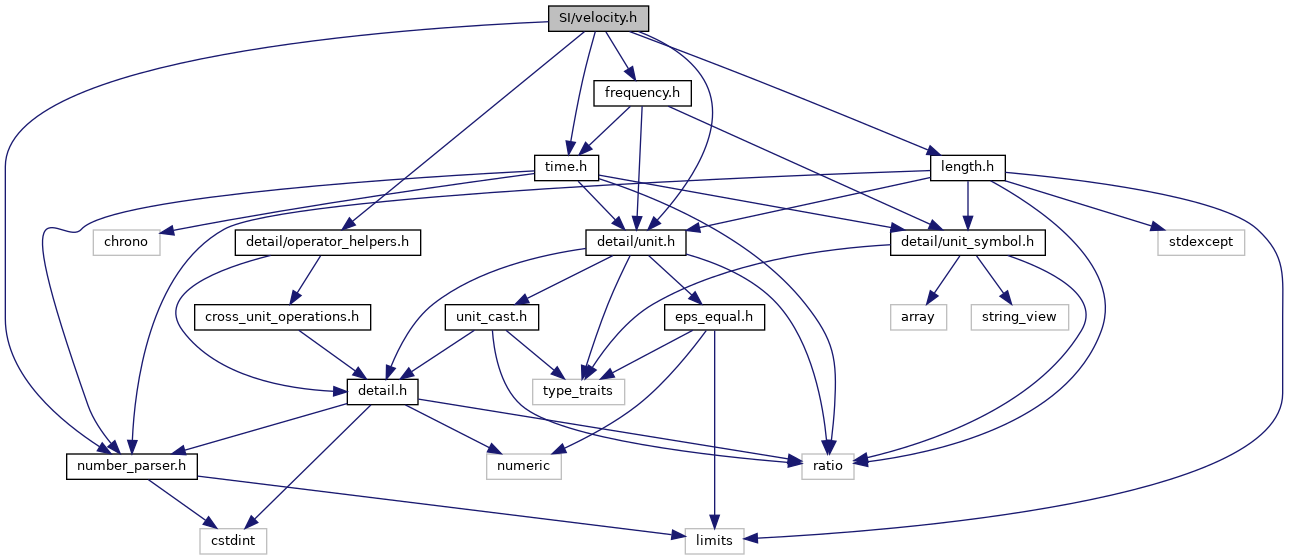 SI/velocity.h
frequency.h
time.h
length.h
chrono
detail/operator_helpers.h
detail/unit.h
detail/unit_symbol.h
stdexcept
cross_unit_operations.h
unit_cast.h
eps_equal.h
array
string_view
detail.h
type_traits
number_parser.h
numeric
ratio
cstdint
limits